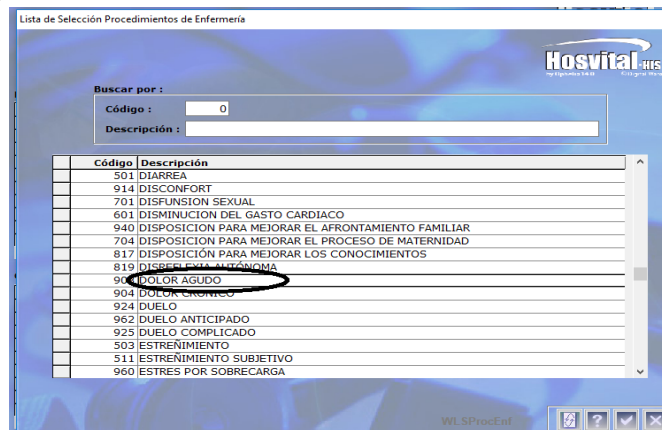 Lista de Selección Procedimientos de Enfermería
Hosvital-HIS
Buscar por :
Código : 0
Descripción :
Código Descripción
501 DIARREA
914 DISCONFORT
701 DISFUNSION SEXUAL
601 DISMINUCION DEL GASTO CARDIACO
940 DISPOSICION PARA MEJORAR EL AFRONTAMIENTO FAMILIAR
704 DISPOSICION PARA MEJORAR EL PROCESO DE MATERNIDAD
817 DISPOSICIÓN PARA MEJORAR LOS CONOCIMIENTOS
819 DISREFLEXIA AUTÓNOMA
DOLOR AGUDO
904 DOLOR CRONICO
924 DUELO
962 DUELO ANTICIPADO
925 DUELO COMPLICADO
503 ESTREÑIMIENTO
511 ESTREÑIMIENTO SUBJETIVO
960 ESTRES POR SOBRECARGA
WLSProcEnf